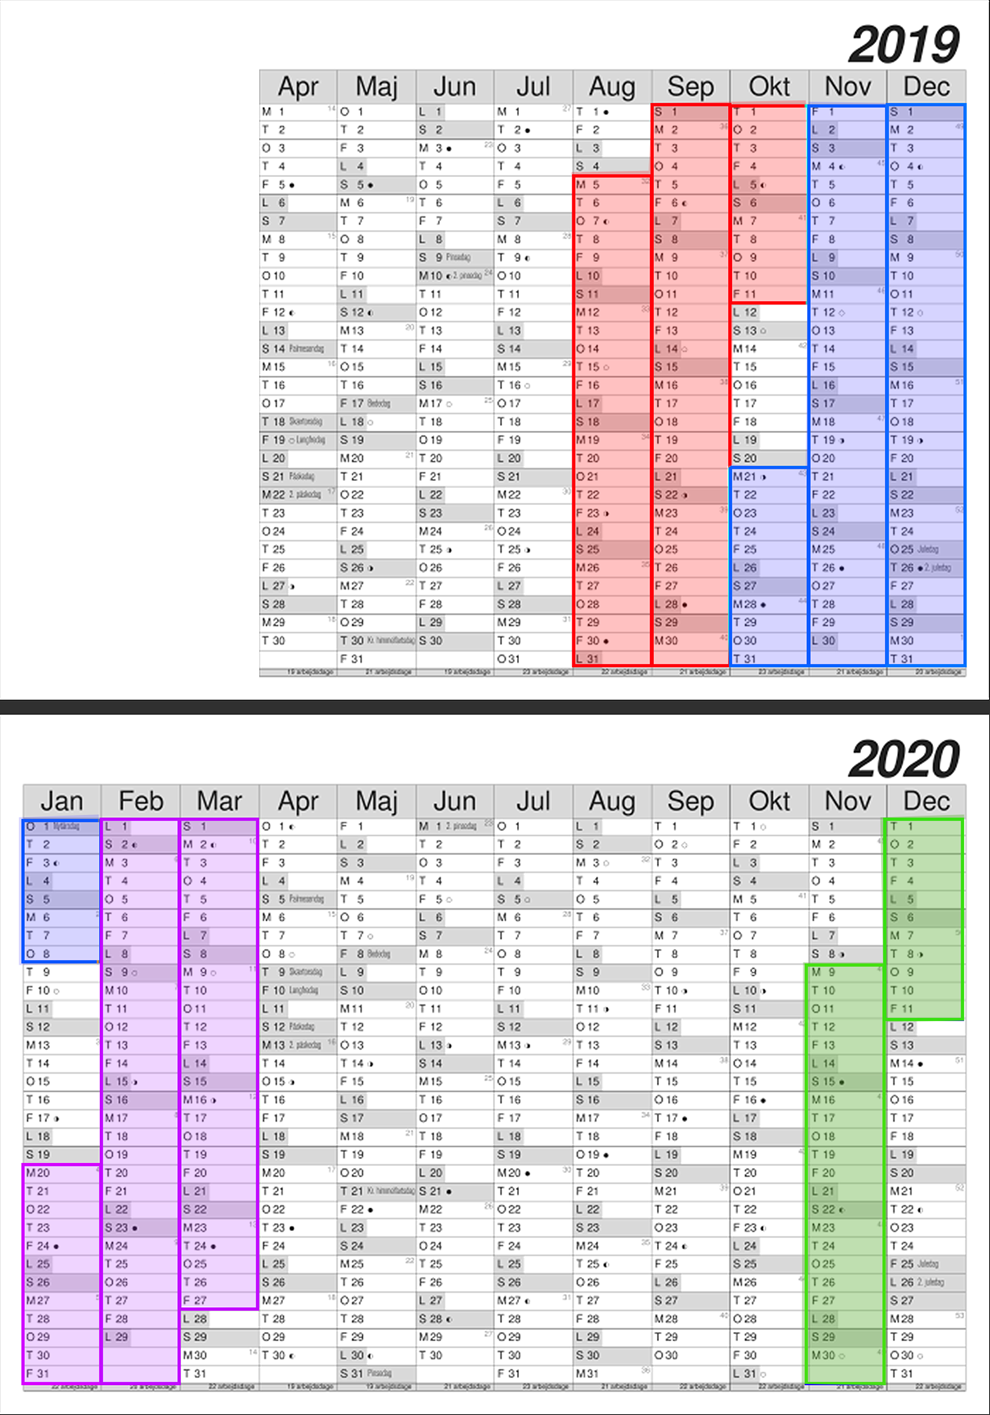 2019
Apr Maj Jun Jul Aug Sep Okt Nov Dec
M 1 14 O 1 L 1 M 1 27 T 1 S 1 T 1 F 1 S 1
T 2 T 2 S 2 T 2 F 2 M 2 36 O 2 L 2 M 2 49
O 3 F 3 M 3 23 O 3 L 3 T 3 T 3 S 3 T 3
T 4 L 4 T 4 T 4 S 4 O 4 F 4 M 4 45 O 4
F 5 S 5 O 5 F 5 M 5 32 T 5 L 5 T 5 T 5
L 6 M 6 19 T 6 L 6 T 6 F 6 S 6 O 6 F 6
S 7 T 7 F 7 S 7 O 7 L 7 M 7 41 T 7 L 7
M 8 15 O 8 L 8 M 8 28 T 8 S 8 T 8 F 8 S 8
T 9 T 9 S 9 Pinsedag T 9 F 9 M 9 37 O 9 L 9 M 9 50
O 10 F 10 M 10 2. pinsedag 24 O 10 L 10 T 10 T 10 S 10 T 10
T 11 L 11 T 11 T 11 S 11 O 11 F 11 M 11 46 O 11
F 12 S 12 O 12 F 12 M 12 33 T 12 L 12 T 12 T 12
L 13 M 13 20 T 13 L 13 T 13 F 13 S 13 O 13 F 13
S 14 Palmesøndag T 14 F 14 S 14 O 14 L 14 M 14 42 T 14 L 14
M 15 16 O 15 L 15 M 15 29 T 15 S 15 T 15 F 15 S 15
T 16 T 16 S 16 T 16 F 16 M 16 38 O 16 L 16 M 16 51
O 17 F 17 Bededag M 17 25 O 17 L 17 T 17 T 17 S 17 T 17
T 18 Skærtorsdag L 18 T 18 T 18 S 18 O 18 F 18 M 18 47 O 18
F 19 Langfredag S 19 O 19 F 19 M 19 34 T 19 L 19 T 19 T 19
L 20 M 20 21 T 20 L 20 T 20 F 20 S 20 O 20 F 20
S 21 Påskedag T 21 F 21 S 21 O 21 L 21 M 21 43 T 21 L 21
M 22 2. påskedag 17 O 22 L 22 M 22 30 T 22 S 22 T 22 F 22 S 22
T 23 T 23 S 23 T 23 F 23 M 23 39 O 23 L 23 M 23 52
O 24 F 24 M 24 26 O 24 L 24 T 24 T 24 S 24 T 24
T 25 L 25 T 25 T 25 S 25 O 25 F 25 M 25 48 O 25 Juledag
F 26 S 26 O 26 F 26 M 26 35 T 26 L 26 T 26 T 26 2. juledag
L 27 M 27 22 T 27 L 27 T 27 F 27 S 27 O 27 F 27
S 28 T 28 F 28 S 28 O 28 L 28 M 28 44 T 28 L 28
M 29 18 O 29 L 29 M 29 31 T 29 S 29 T 29 F 29 S 29
T 30 T 30 Kr. himmelfartsdag S 30 T 30 F 30 M 30 40 O 30 L 30 M 30 1
F 31 O 31 L 31 T 31 T 31
19 arbejdsdage 21 arbejdsdage 19 arbejdsdage 23 arbejdsdage 22 arbejdsdage 21 arbejdsdage 23 arbejdsdage 21 arbejdsdage 20 arbejdsdage
2020
Jan Feb Mar Apr Maj Jun Jul Aug Sep Okt Nov Dec
O 1 Nytårsdag L 1 S 1 O 1 F 1 M 1 2. pinsedag 23 O 1 L 1 T 1 T 1 S 1 T 1
T 2 S 2 M 2 10 T 2 L 2 T 2 T 2 S 2 O 2 F 2 M 2 O 2
F 3 M 3 6 T 3 F 3 S 3 O 3 F 3 M 3 32 T 3 L 3 T 3 T 3
L 4 T 4 O 4 L 4 M 4 19 T 4 L 4 T 4 F 4 S 4 O 4 F 4
S 5 O 5 T 5 S 5 Palmesøndag T 5 F 5 S 5 O 5 L 5 M 5 41 T 5 L 5
M 6 2 T 6 F 6 M 6 15 O 6 L 6 M 6 28 T 6 S 6 T 6 F 6 S 6
T 7 F 7 L 7 T 7 T 7 S 7 T 7 F 7 M 7 37 O 7 L 7 M 7 50
O 8 L 8 S 8 O 8 F 8 Bededag M 8 24 O 8 L 8 T 8 T 8 S 8 T 8
T 9 S 9 M 9 11 T 9 Skærtorsdag L 9 T 9 T 9 S 9 O 9 F 9 M 9 O 9
F 10 M 10 7 T 10 F 10 Langfredag S 10 O 10 F 10 M 10 33 T 10 L 10 T 10 T 10
L 11 T 11 O 11 L 11 M 11 20 T 11 L 11 T 11 F 11 S 11 O 11 F 11
S 12 O 12 T 12 S 12 Påskedag T 12 F 12 S 12 O 12 L 12 M 12 T 12 L 12
M 13 3 T 13 F 13 M 13 2. påskedag 16 O 13 L 13 M 13 29 T 13 S 13 T 13 F 13 S 13
T 14 F 14 L 14 T 14 T 14 S 14 T 14 F 14 M 14 38 O 14 L 14 M 14 51
O 15 L 15 S 15 O 15 F 15 M 15 25 O 15 L 15 T 15 T 15 S 15 T 15
T 16 S 16 M 16 12 T 16 L 16 T 16 T 16 S 16 O 16 F 16 M 16 O 16
F 17 M 17 8 T 17 F 17 S 17 O 17 F 17 M 17 34 T 17 L 17 T 17 T 17
L 18 T 18 O 18 L 18 M 18 21 T 18 L 18 T 18 F 18 S 18 O 18 F 18
S 19 O 19 T 19 S 19 T 19 F 19 S 19 O 19 L 19 M 19 T 19 L 19
M 20 T 20 F 20 M 20 17 O 20 L 20 M 20 30 T 20 S 20 T 20 F 20 S 20
T 21 F 21 L 21 T 21 T 21 Kr. himmelfartsdag S 21 T 21 F 21 M 21 39 O 21 L 21 M 21 52
O 22 L 22 S 22 O 22 F 22 M 22 26 O 22 L 22 T 22 T 22 S 22 T 22
T 23 S 23 M 23 13 T 23 L 23 T 23 T 23 S 23 O 23 F 23 M 23 O 23
F 24 M 24 9 T 24 F 24 S 24 O 24 F 24 M 24 35 T 24 L 24 T 24 T 24
L 25 T 25 O 25 L 25 M 25 22 T 25 L 25 T 25 F 25 S 25 O 25 F 25 Juledag
S 26 O 26 T 26 S 26 T 26 F 26 S 26 O 26 L 26 M 26 T 26 L 26 2. juledag
M 27 5 T 27 F 27 M 27 18 O 27 L 27 M 27 31 T 27 S 27 T 27 F 27 S 27
T 28 F 28 L 28 T 28 T 28 S 28 T 28 F 28 M 28 40 O 28 L 28 M 28 53
O 29 L 29 S 29 O 29 F 29 M 29 27 O 29 L 29 T 29 T 29 S 29 T 29
T 30 M 30 14 T 30 L 30 T 30 T 30 S 30 O 30 F 30 M 30 O 30
F 31 T 31 S 31 Pinsedag F 31 M 31 36 L 31 T 31
22 arbejdsdage 20 arbejdsdage 22 arbejdsdage 19 arbejdsdage 19 arbejdsdage 21 arbejdsdage 23 arbejdsdage 21 arbejdsdage 22 arbejdsdage 22 arbejdsdage 21 arbejdsdage 22 arbejdsdage